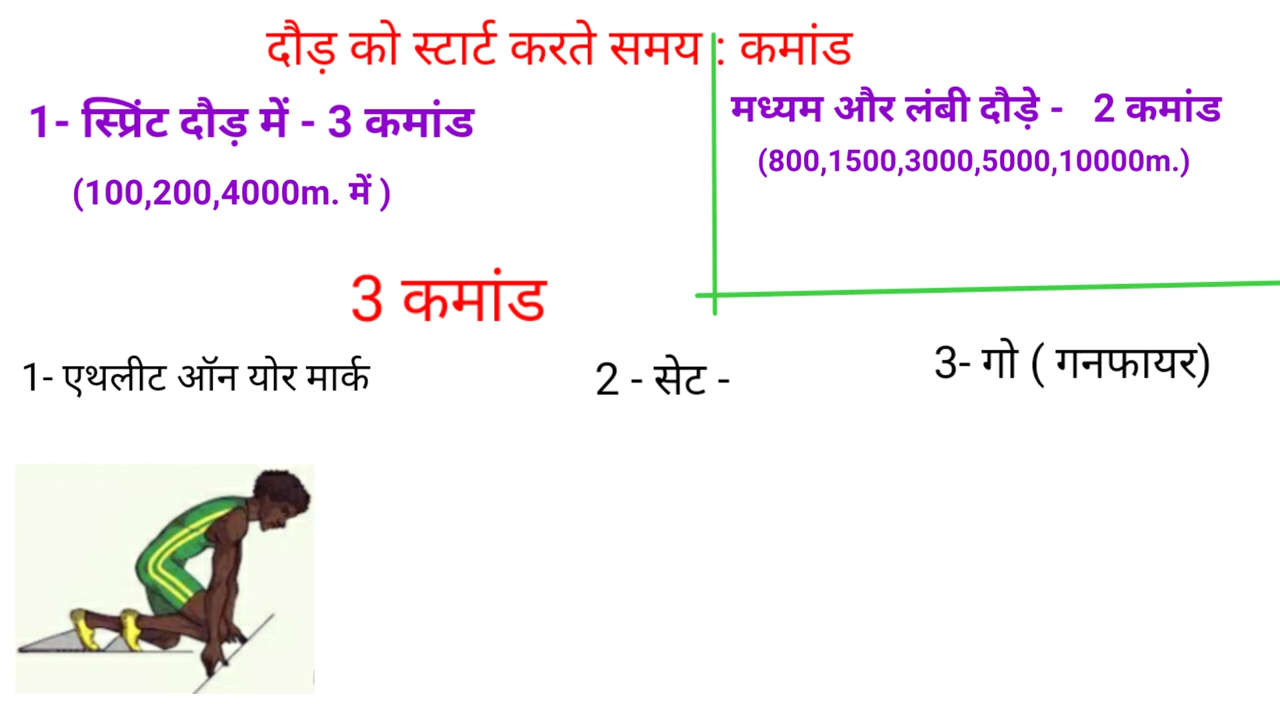 दौड़ को स्टार्ट करते समय : कमांड
1- स्प्रिंट दौड़ में - 3 कमांड
(100,200,4000m. में )
मध्यम और लंबी दौड़े - 2 कमांड
(800,1500,3000,5000,10000m.)
3 कमांड
1- एथलीट ऑन योर मार्क
2 - सेट -
3- गो ( गनफायर)